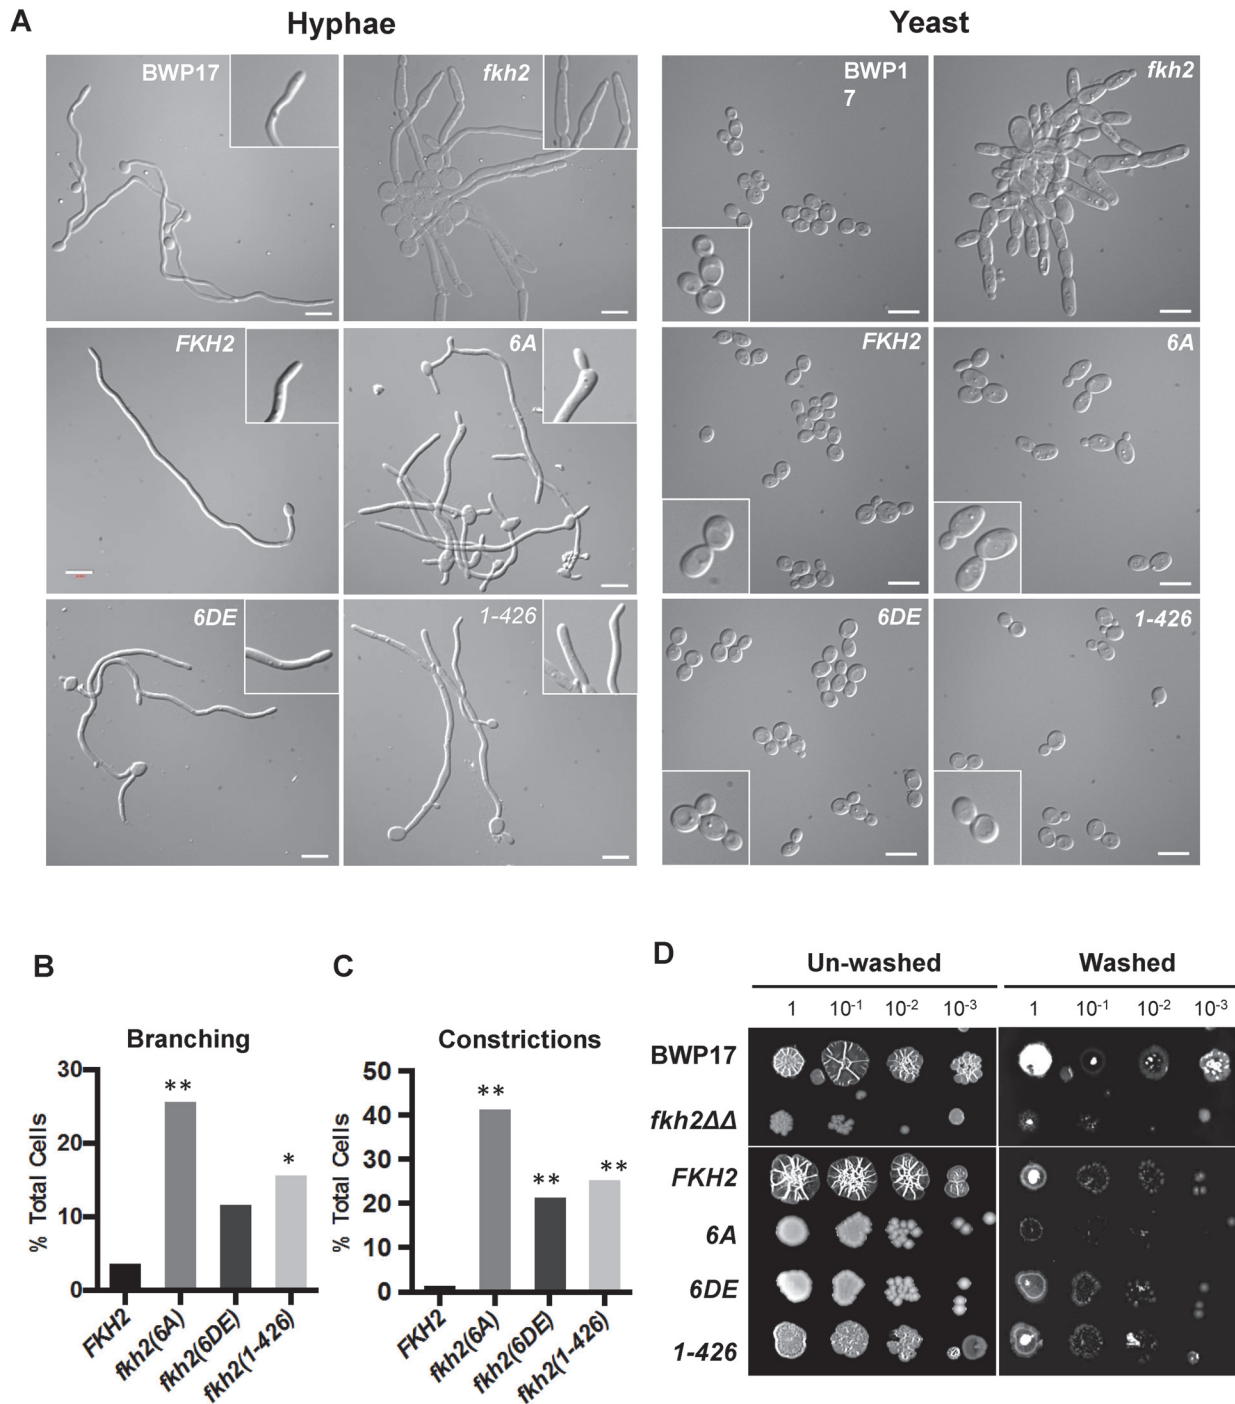 A
Hyphae
Yeast
BWP17
fkh2
BWP1
7
fkh2
FKH2
6A
FKH2
6A
6DE
1-426
6DE
1-426
B
C
D
Un-washed
Washed
1
10-1
10-2
10-3
1
10-1
10-2
10-3
Branching
Constrictions
BWP17
fkh2ΔΔ
FKH2
6A
6DE
1-426
% Total Cells
30
20
10
0
**
*
FKH2
fkh2(6A)
fkh2(6DE)
fkh2(1-426)
% Total Cells
50
40
30
20
10
0
**
**
**
FKH2
fkh2(6A)
fkh2(6DE)
fkh2(1-426)